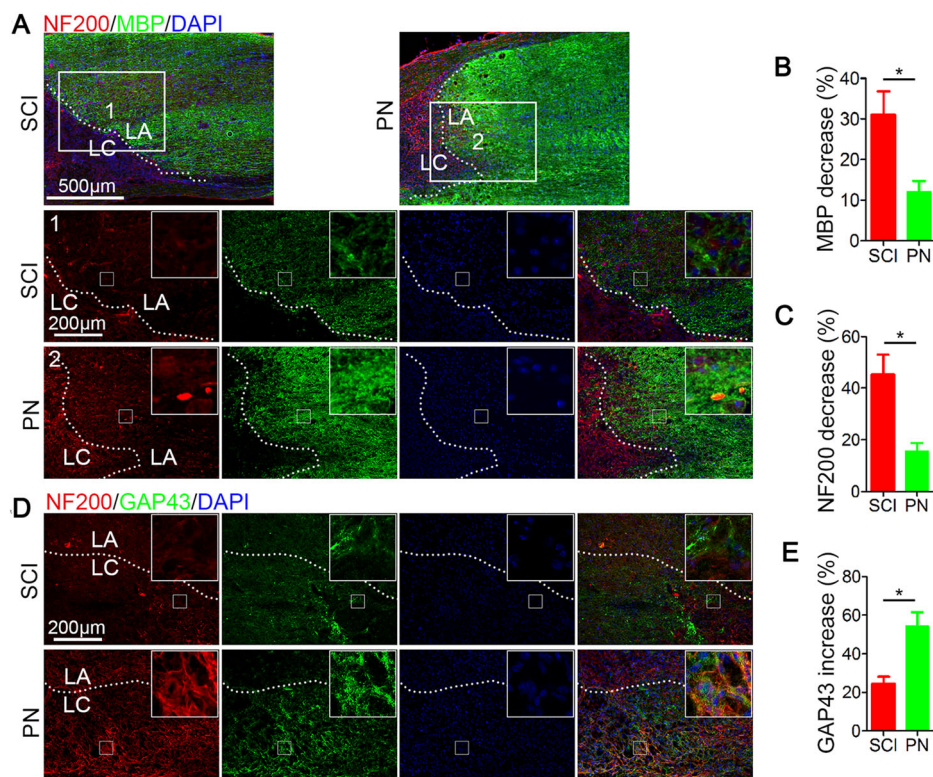 A
NF200/MBP/DAPI
SCI
1
LA
LC
500μm
PN
LA
2
LC
1
SCI
LC
LA
200μm
2
PN
LC
LA
D
NF200/GAP43/DAPI
SCI
LA
LC
200μm
PN
LA
LC
B
MBP decrease (%)
40
30
20
10
0
*
SCI PN
C
NF200 decrease (%)
60
40
20
0
*
SCI PN
E
GAP43 increase (%)
80
60
40
20
0
*
SCI PN